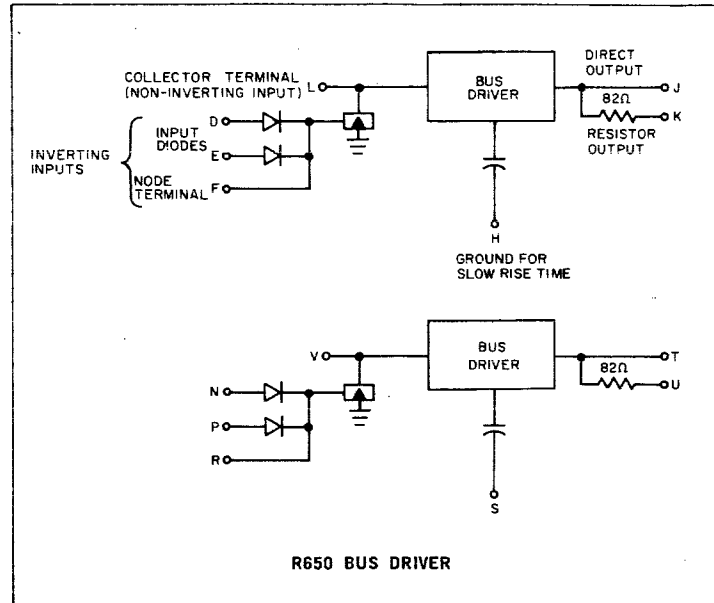 COLLECTOR TERMINAL
(NON-INVERTING INPUT) L
BUS
DRIVER
DIRECT
OUTPUT
J
82Ω
K
RESISTOR
OUTPUT
INVERTING
INPUTS
D
INPUT
DIODES
E
NODE
TERMINAL F
H
GROUND FOR
SLOW RISE TIME
V
BUS
DRIVER
T
82Ω
U
N
P
R
S
R650 BUS DRIVER